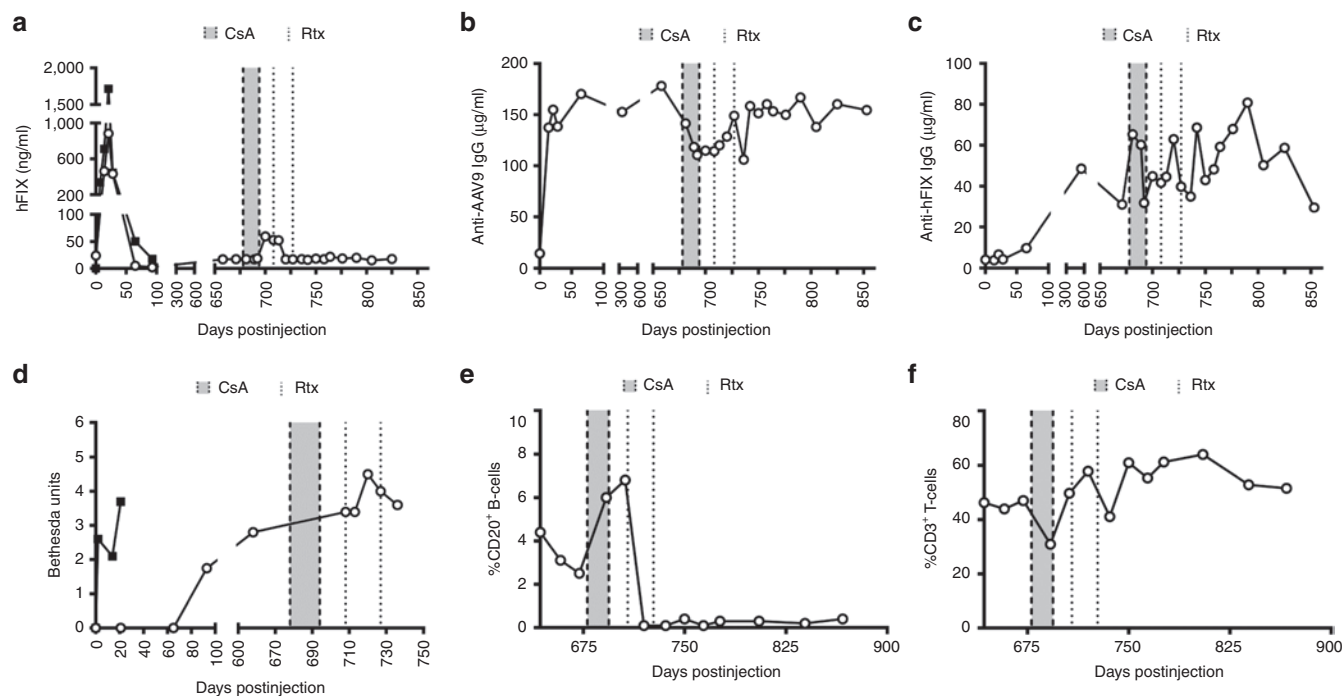 a
CsA Rtx
hFIX (ng/ml)
2,000
1,500
1,000
600
200
100
50
0
0 50 100 300 600 650 700 750 800 850
Days postinjection
b
CsA Rtx
Anti-AAV9 IgG (μg/ml)
200
150
100
50
0
0 50 100 300 600 650 700 750 800 850
Days postinjection
c
CsA Rtx
Anti-hFIX IgG (μg/ml)
100
80
60
40
20
0
0 50 100 300 600 650 700 750 800 850
Days postinjection
d
CsA Rtx
Bethesda units
6
5
4
3
2
1
0
0 20 40 60 80 100 600 670 690 710 730 750
Days postinjection
e
CsA Rtx
%CD20+ B-cells
10
8
6
4
2
0
675 750 825 900
Days postinjection
f
CsA Rtx
%CD3+ T-cells
80
60
40
20
0
675 750 825 900
Days postinjection